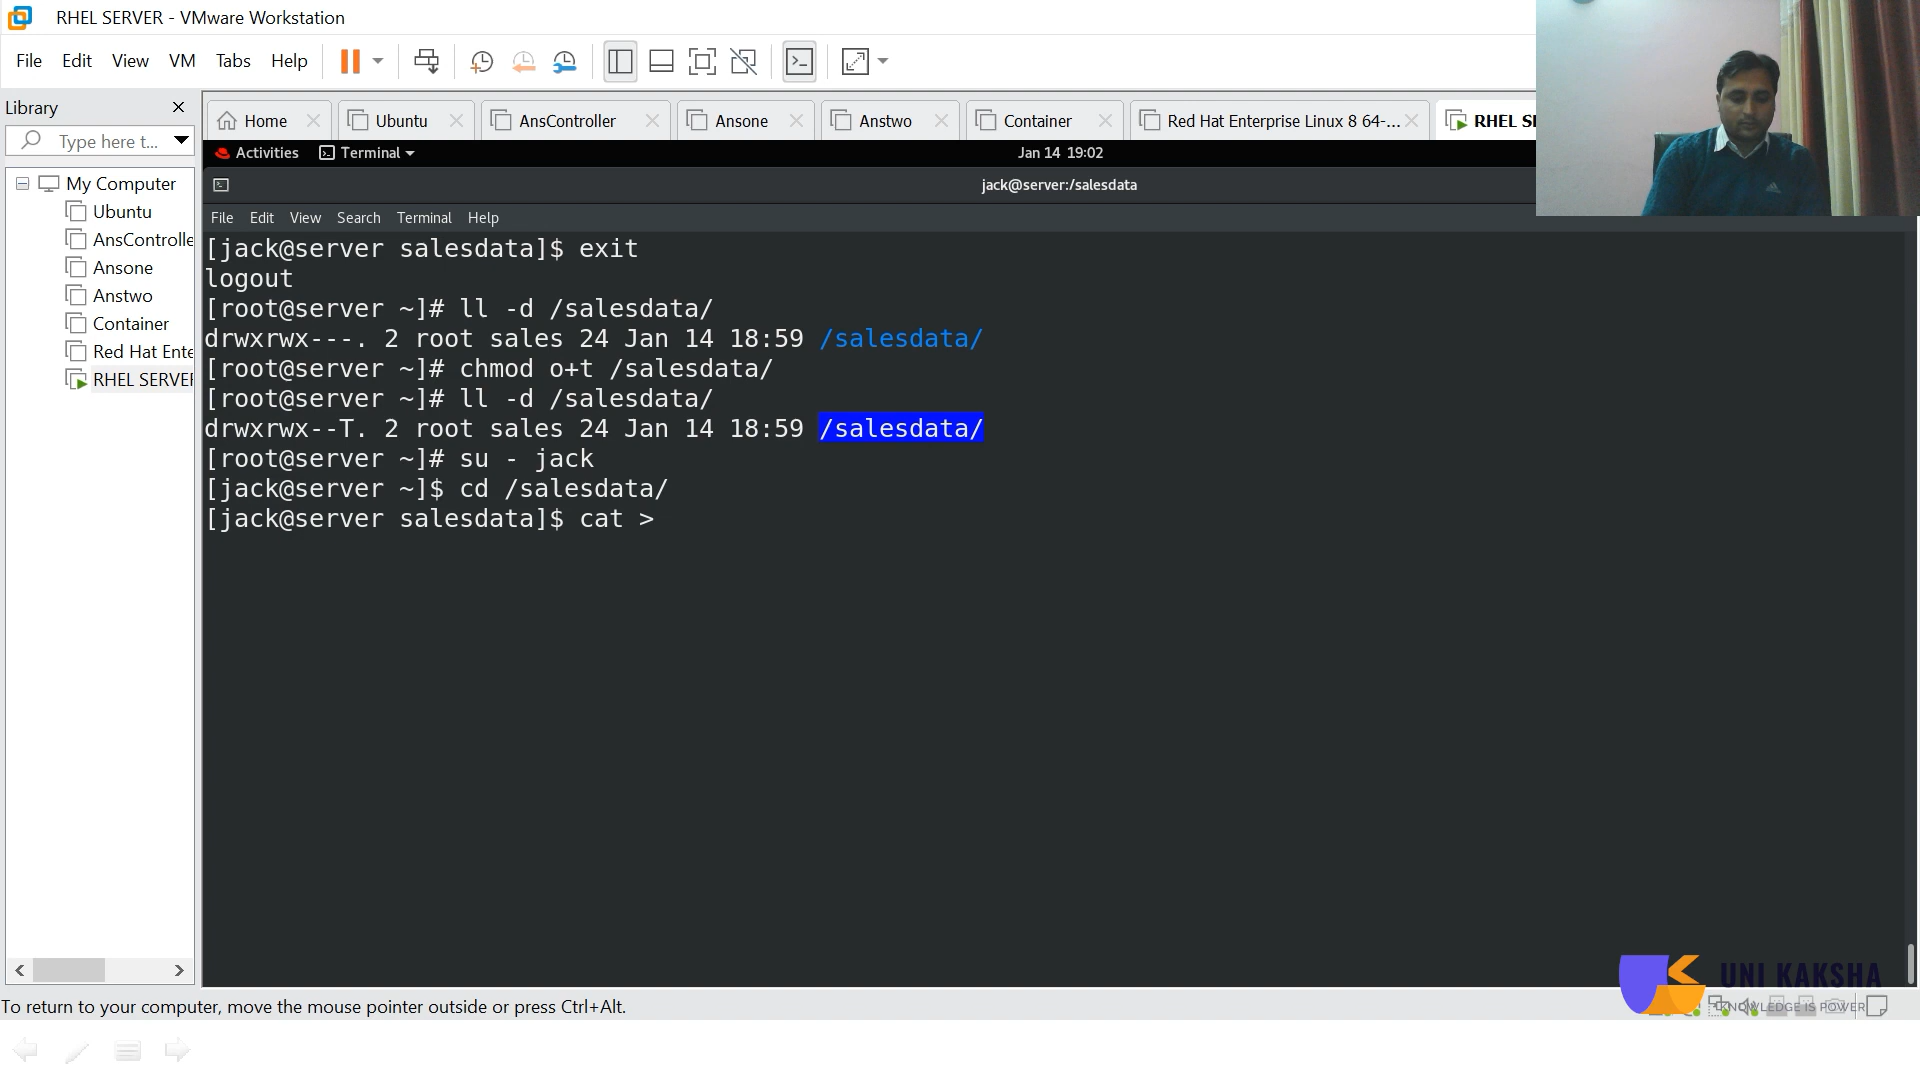 RHEL SERVER - VMware Workstation
File Edit View VM Tabs Help
Library
Type here t...
My Computer
Ubuntu
AnsControlle
Ansone
Anstwo
Container
Red Hat Ente
RHEL SERVER
Home Ubuntu AnsController Ansone Anstwo Container Red Hat Enterprise Linux 8 64-... RHEL SE
Activities Terminal Jan 14 19:02
jack@server:/salesdata
File Edit View Search Terminal Help
[jack@server salesdata]$ exit
logout
[root@server ~]# ll -d /salesdata/
drwxrwx---. 2 root sales 24 Jan 14 18:59 /salesdata/
[root@server ~]# chmod o+t /salesdata/
[root@server ~]# ll -d /salesdata/
drwxrwx--T. 2 root sales 24 Jan 14 18:59 /salesdata/
[root@server ~]# su - jack
[jack@server ~]$ cd /salesdata/
[jack@server salesdata]$ cat >
UNI KAKSHA
KNOWLEDGE IS POWER
To return to your computer, move the mouse pointer outside or press Ctrl+Alt.